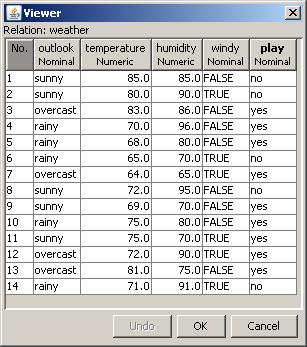 Viewer
Relation: weather
No. outlook temperature humidity windy play
Nominal Numeric Numeric Nominal Nominal
1 sunny 85.0 85.0 FALSE no
2 sunny 80.0 90.0 TRUE no
3 overcast 83.0 86.0 FALSE yes
4 rainy 70.0 96.0 FALSE yes
5 rainy 68.0 80.0 FALSE yes
6 rainy 65.0 70.0 TRUE no
7 overcast 64.0 65.0 TRUE yes
8 sunny 72.0 95.0 FALSE no
9 sunny 69.0 70.0 FALSE yes
10 rainy 75.0 80.0 FALSE yes
11 sunny 75.0 70.0 TRUE yes
12 overcast 72.0 90.0 TRUE yes
13 overcast 81.0 75.0 FALSE yes
14 rainy 71.0 91.0 TRUE no
Undo OK Cancel